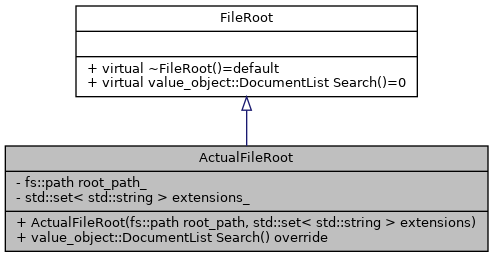 FileRoot
+ virtual ~FileRoot()=default
+ virtual value_object::DocumentList Search()=0
ActualFileRoot
- fs::path root_path_
- std::set< std::string > extensions_
+ ActualFileRoot(fs::path root_path, std::set< std::string > extensions)
+ value_object::DocumentList Search() override